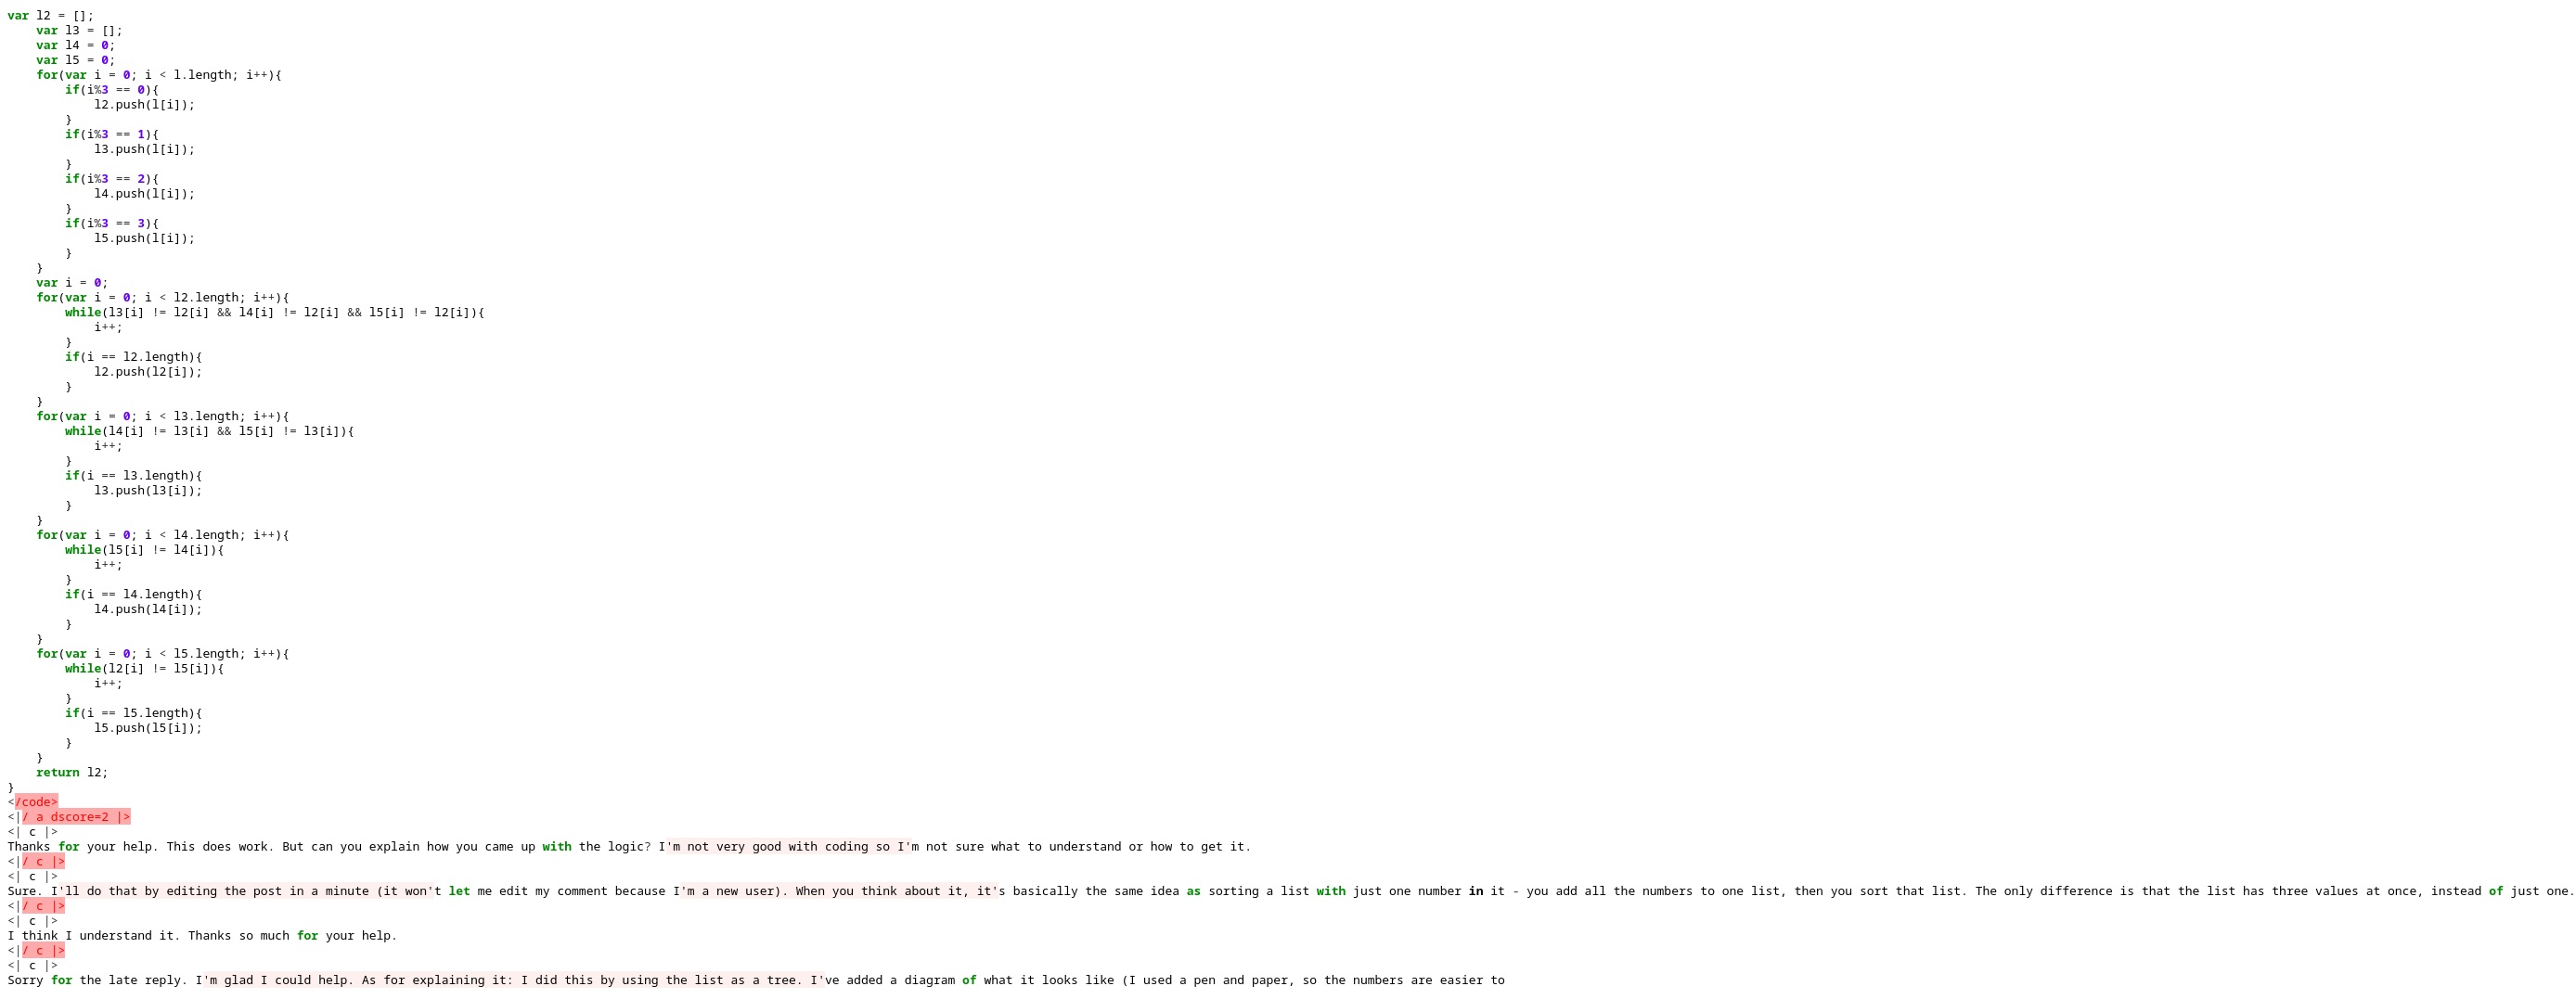 var l2 = [];
    var l3 = [];
    var l4 = 0;
    var l5 = 0;
    for(var i = 0; i < l.length; i++){
        if(i%3 == 0){
            l2.push(l[i]);
        }
        if(i%3 == 1){
            l3.push(l[i]);
        }
        if(i%3 == 2){
            l4.push(l[i]);
        }
        if(i%3 == 3){
            l5.push(l[i]);
        }
    }
    var i = 0;
    for(var i = 0; i < l2.length; i++){
        while(l3[i] != l2[i] && l4[i] != l2[i] && l5[i] != l2[i]){
            i++;
        }
        if(i == l2.length){
            l2.push(l2[i]);
        }
    }
    for(var i = 0; i < l3.length; i++){
        while(l4[i] != l3[i] && l5[i] != l3[i]){
            i++;
        }
        if(i == l3.length){
            l3.push(l3[i]);
        }
    }
    for(var i = 0; i < l4.length; i++){
        while(l5[i] != l4[i]){
            i++;
        }
        if(i == l4.length){
            l4.push(l4[i]);
        }
    }
    for(var i = 0; i < l5.length; i++){
        while(l2[i] != l5[i]){
            i++;
        }
        if(i == l5.length){
            l5.push(l5[i]);
        }
    }
    return l2;
}
</code>
<|/ a dscore=2 |>
<| c |>
Thanks for your help. This does work. But can you explain how you came up with the logic? I'm not very good with coding so I'm not sure what to understand or how to get it.
<|/ c |>
<| c |>
Sure. I'll do that by editing the post in a minute (it won't let me edit my comment because I'm a new user). When you think about it, it's basically the same idea as sorting a list with just one number in it - you add all the numbers to one list, then you sort that list. The only difference is that the list has three values at once, instead of just one.
<|/ c |>
<| c |>
I think I understand it. Thanks so much for your help.
<|/ c |>
<| c |>
Sorry for the late reply. I'm glad I could help. As for explaining it: I did this by using the list as a tree. I've added a diagram of what it looks like (I used a pen and paper, so the numbers are easier to